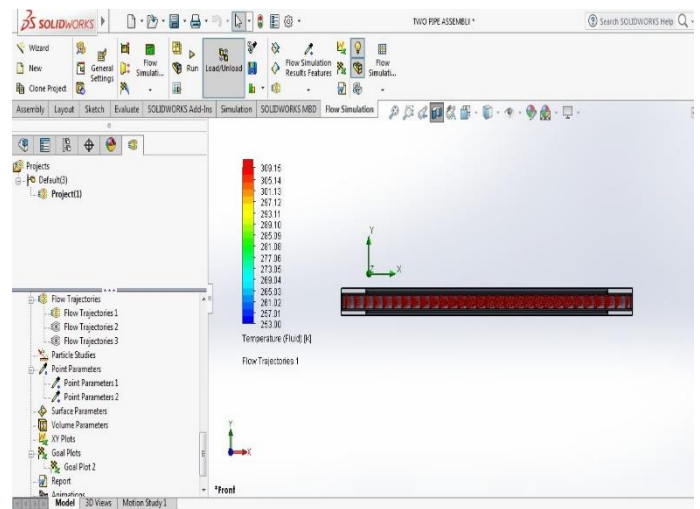 SOLIDWORKS
TWO PIPE ASSEMBLY *
Search SOLIDWORKS Help
Wizard
New
Clone Project
General Settings
Flow Simulati...
Run
Load/Unload
Flow Simulation Results Features
Flow Simulati...
Assembly Layout Sketch Evaluate SOLIDWORKS Add-Ins Simulation SOLIDWORKS MBD Flow Simulation
Projects
Default(3)
Project(1)
Flow Trajectories
Flow Trajectories 1
Flow Trajectories 2
Flow Trajectories 3
Particle Studies
Point Parameters
Point Parameters 1
Point Parameters 2
Surface Parameters
Volume Parameters
XY Plots
Goal Plots
Goal Plot 2
Report
Animations
309.15
305.14
301.13
297.12
293.11
289.10
285.09
281.08
277.06
273.05
269.04
265.03
261.02
257.01
253.00
Temperature (Fluid) [K]
Flow Trajectories 1
Y
Z
X
Y
X
*Front
Model 3D Views Motion Study 1